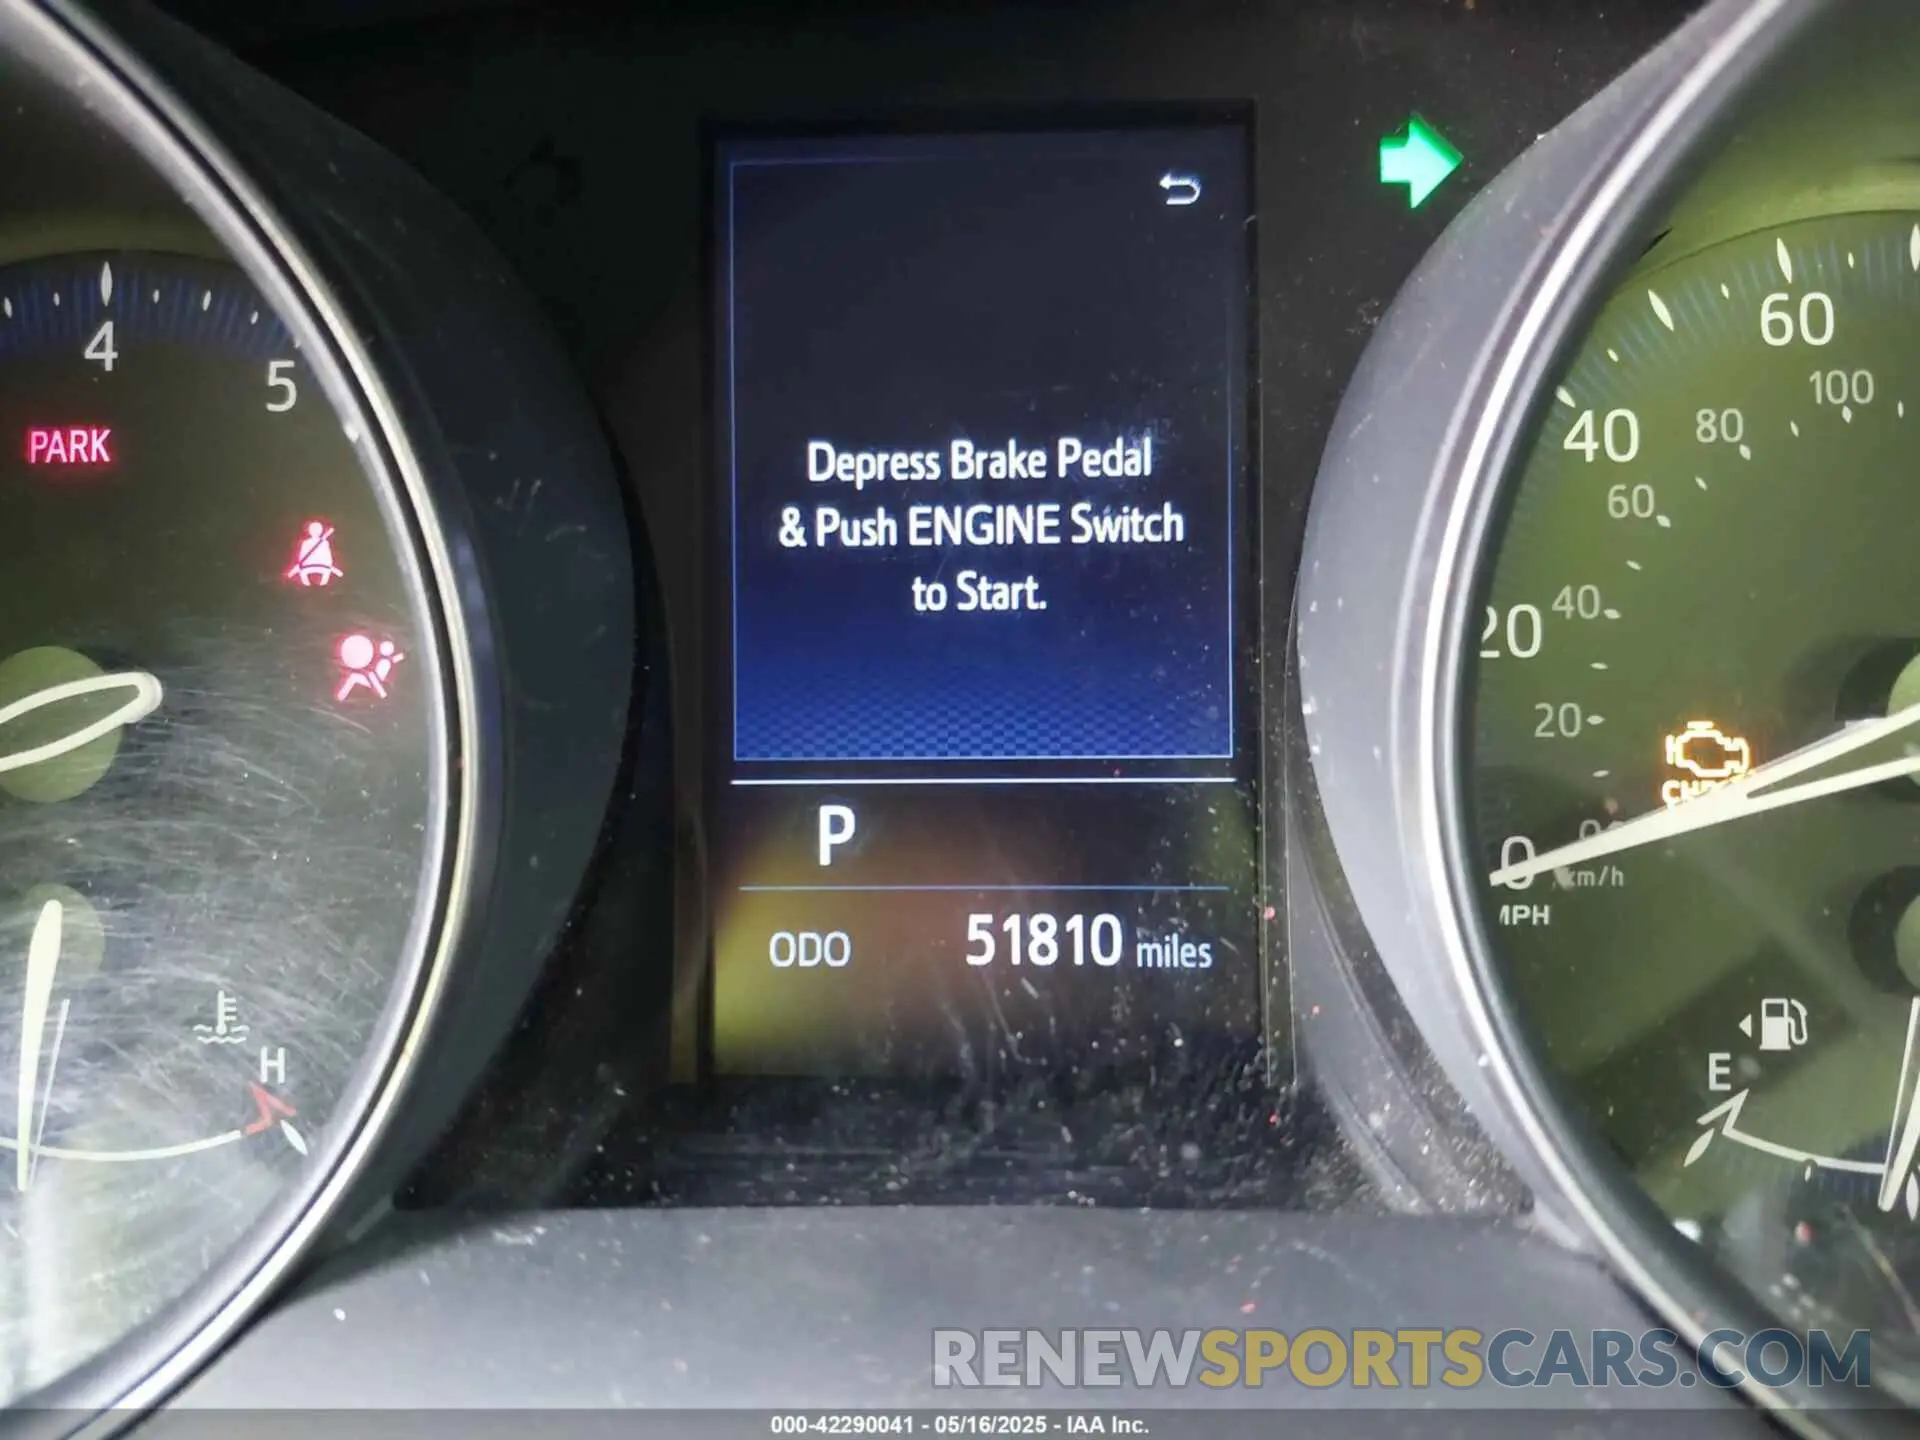 4
5
PARK
Depress Brake Pedal
& Push ENGINE Switch
to Start.
P
ODO 51810 miles
H
60
100
40
80
60
20
40
20
0
km/h
MPH
E
RENEWSPORTSCARS.COM
000-42290041 - 05/16/2025 - IAA Inc.